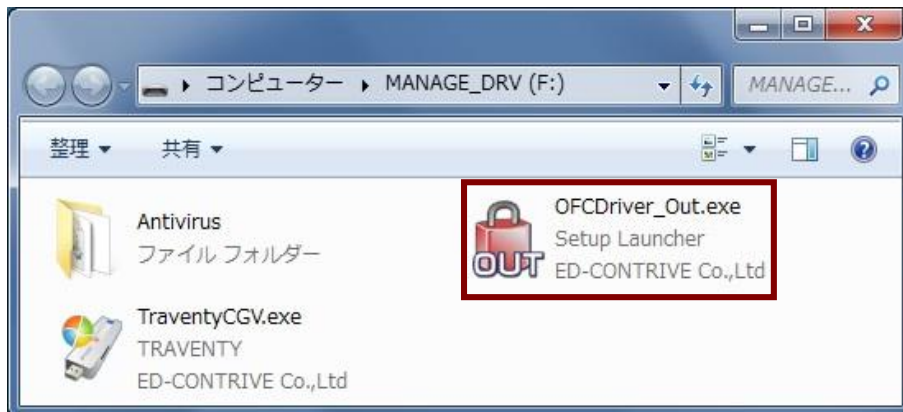 コンピューター MANAGE_DRV (F:) MANAGE...
整理 共有
Antivirus
ファイル フォルダー
OFCDriver_Out.exe
Setup Launcher
ED-CONTRIVE Co.,Ltd
OUT
TraventyCGV.exe
TRAVENTY
ED-CONTRIVE Co.,Ltd